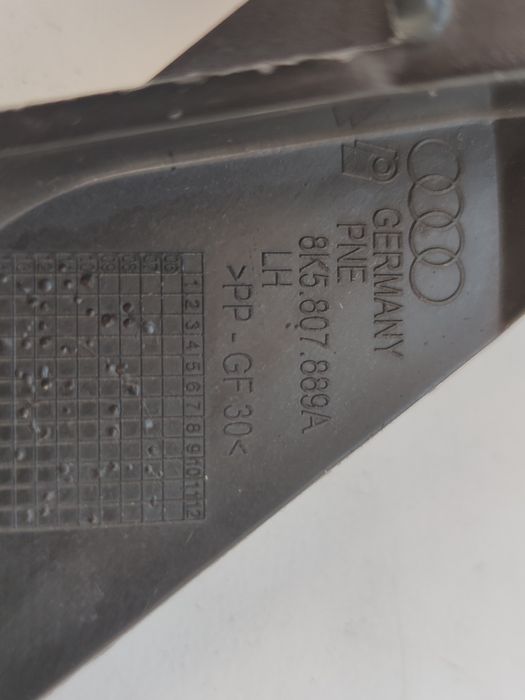 GERMANY
PNE
8K5.807.889A
LH
>PP-GF 30<
1 2 3 4 5 6 7 8 9 10 11 12